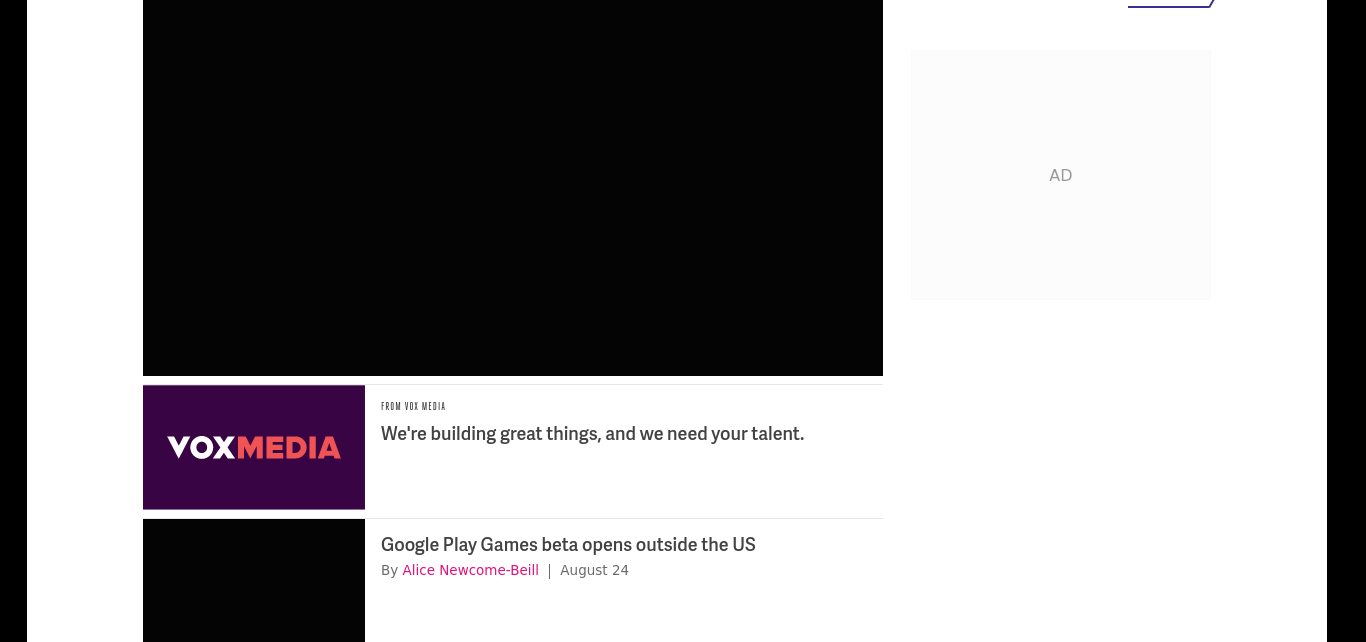 AD
VOXMEDIA
FROM VOX MEDIA
We're building great things, and we need your talent.
Google Play Games beta opens outside the US
By Alice Newcome-Beill | August 24